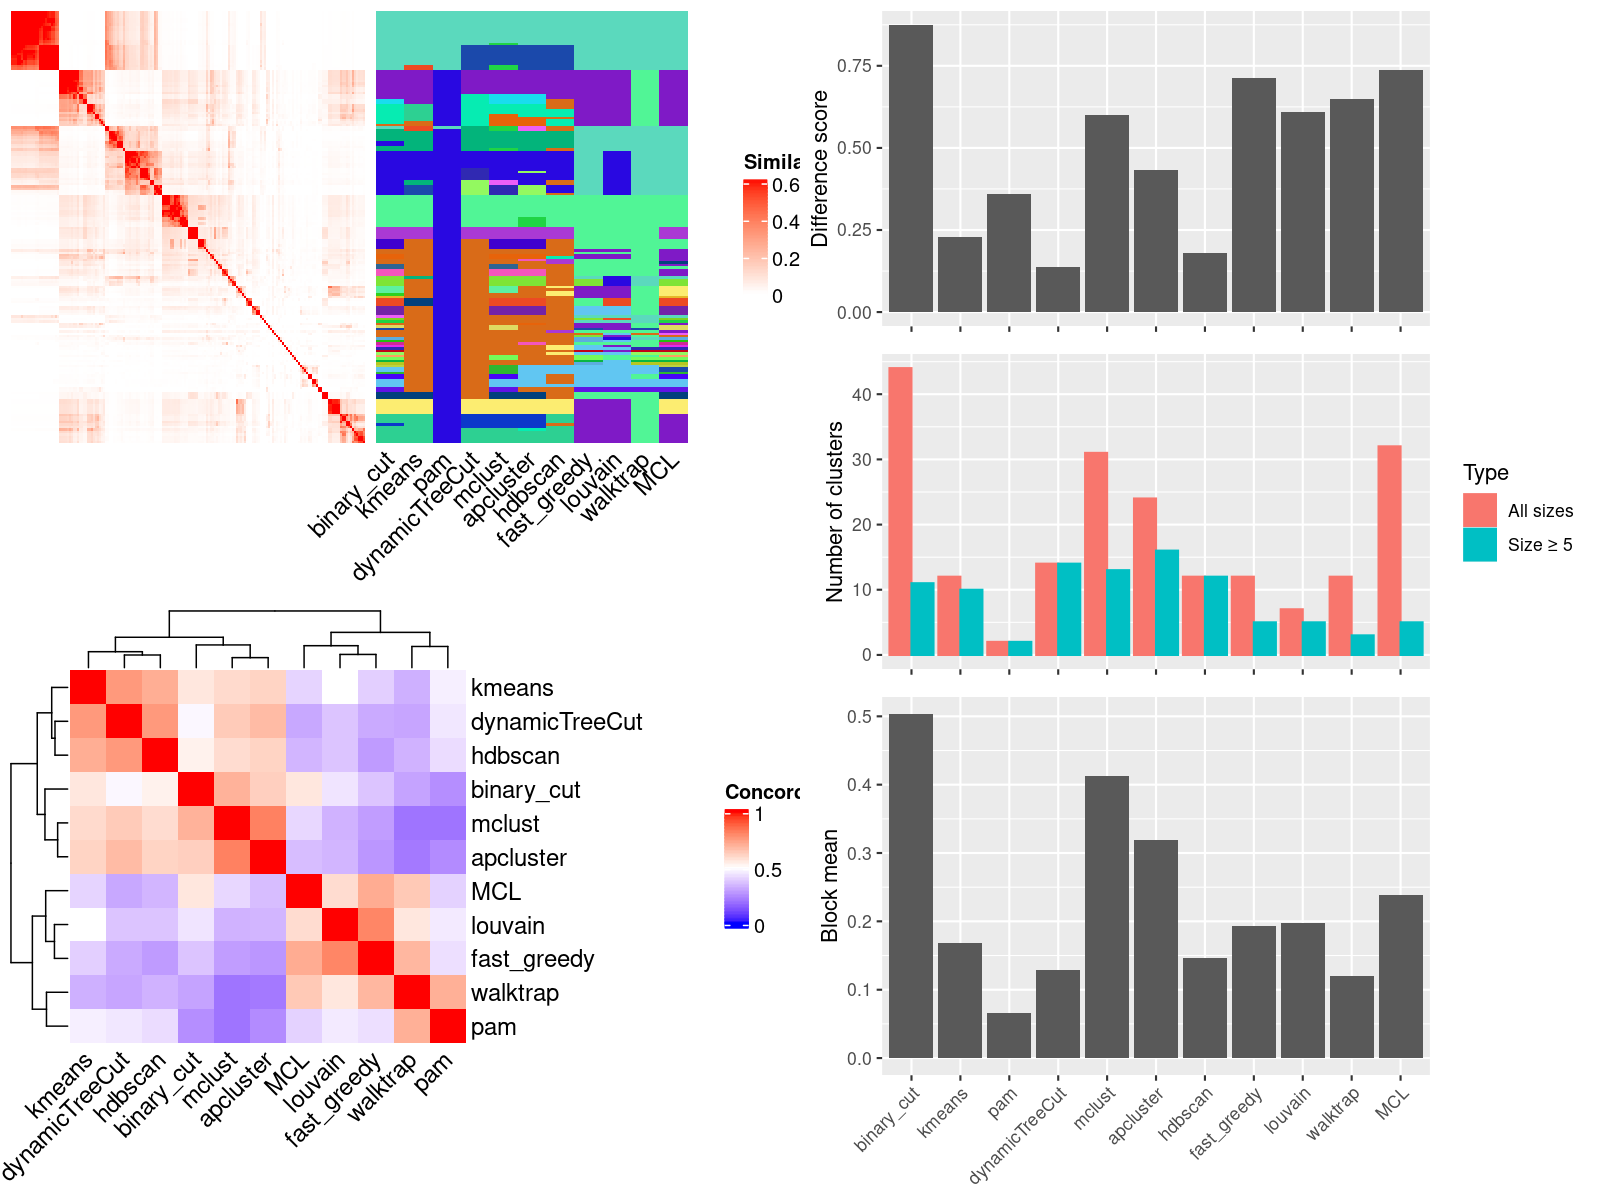 Simila
0.6
0.4
0.2
0
binary_cut
kmeans
pam
dynamicTreeCut
mclust
apcluster
hdbscan
fast_greedy
louvain
walktrap
MCL
Difference score
0.75
0.50
0.25
0.00
Number of clusters
40
30
20
10
0
Type
All sizes
Size ≥ 5
kmeans
dynamicTreeCut
hdbscan
binary_cut
mclust
apcluster
MCL
louvain
fast_greedy
walktrap
pam
kmeans
dynamicTreeCut
hdbscan
binary_cut
mclust
apcluster
MCL
louvain
fast_greedy
walktrap
pam
Concord
1
0.5
0
Block mean
0.5
0.4
0.3
0.2
0.1
0.0
binary_cut
kmeans
pam
dynamicTreeCut
mclust
apcluster
hdbscan
fast_greedy
louvain
walktrap
MCL